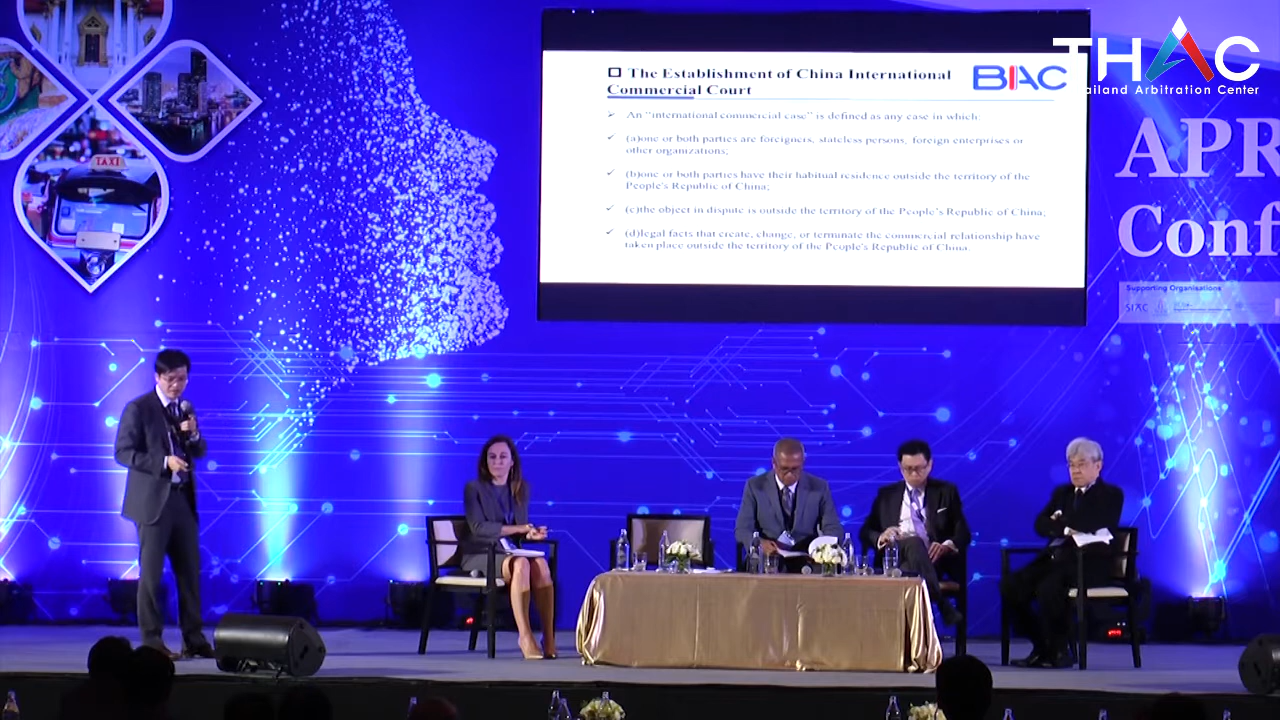 THAC
Thailand Arbitration Center
APR
Conf
Supporting Organisations
SIAC
TAXI
BIAC
The Establishment of China International
Commercial Court
An "international commercial case" is defined as any case in which:
(a)one or both parties are foreigners, stateless persons, foreign enterprises or
other organizations;
(b)one or both parties have their habitual residence outside the territory of the
People's Republic of China;
(c)the object in dispute is outside the territory of the People's Republic of China;
(d)legal facts that create, change, or terminate the commercial relationship have
taken place outside the territory of the People's Republic of China.